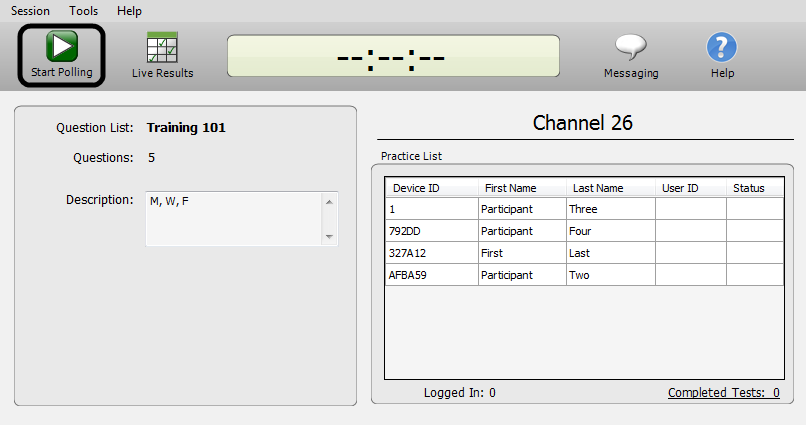 Session Tools Help
Start Polling Live Results --:--:-- Messaging Help
Question List: Training 101
Questions: 5
Description: M, W, F
Channel 26
Practice List
Device ID First Name Last Name User ID Status
1 Participant Three
792DD Participant Four
327A12 First Last
AFBA59 Participant Two
Logged In: 0 Completed Tests: 0